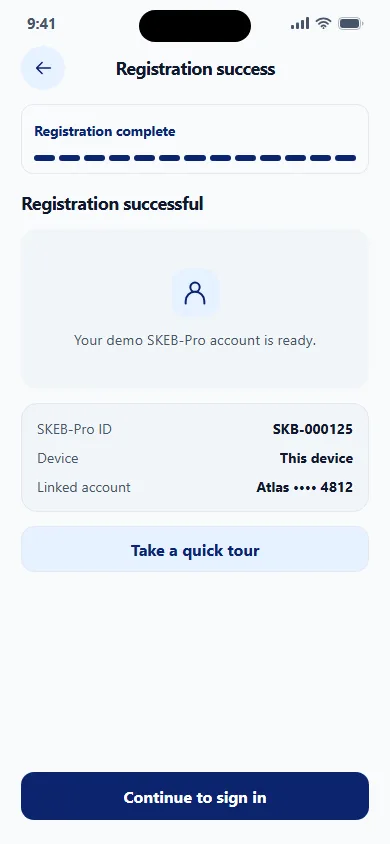 9:41
Registration success
Registration complete
Registration successful
Your demo SKEB-Pro account is ready.
SKEB-Pro ID SKB-000125
Device This device
Linked account Atlas •••• 4812
Take a quick tour
Continue to sign in